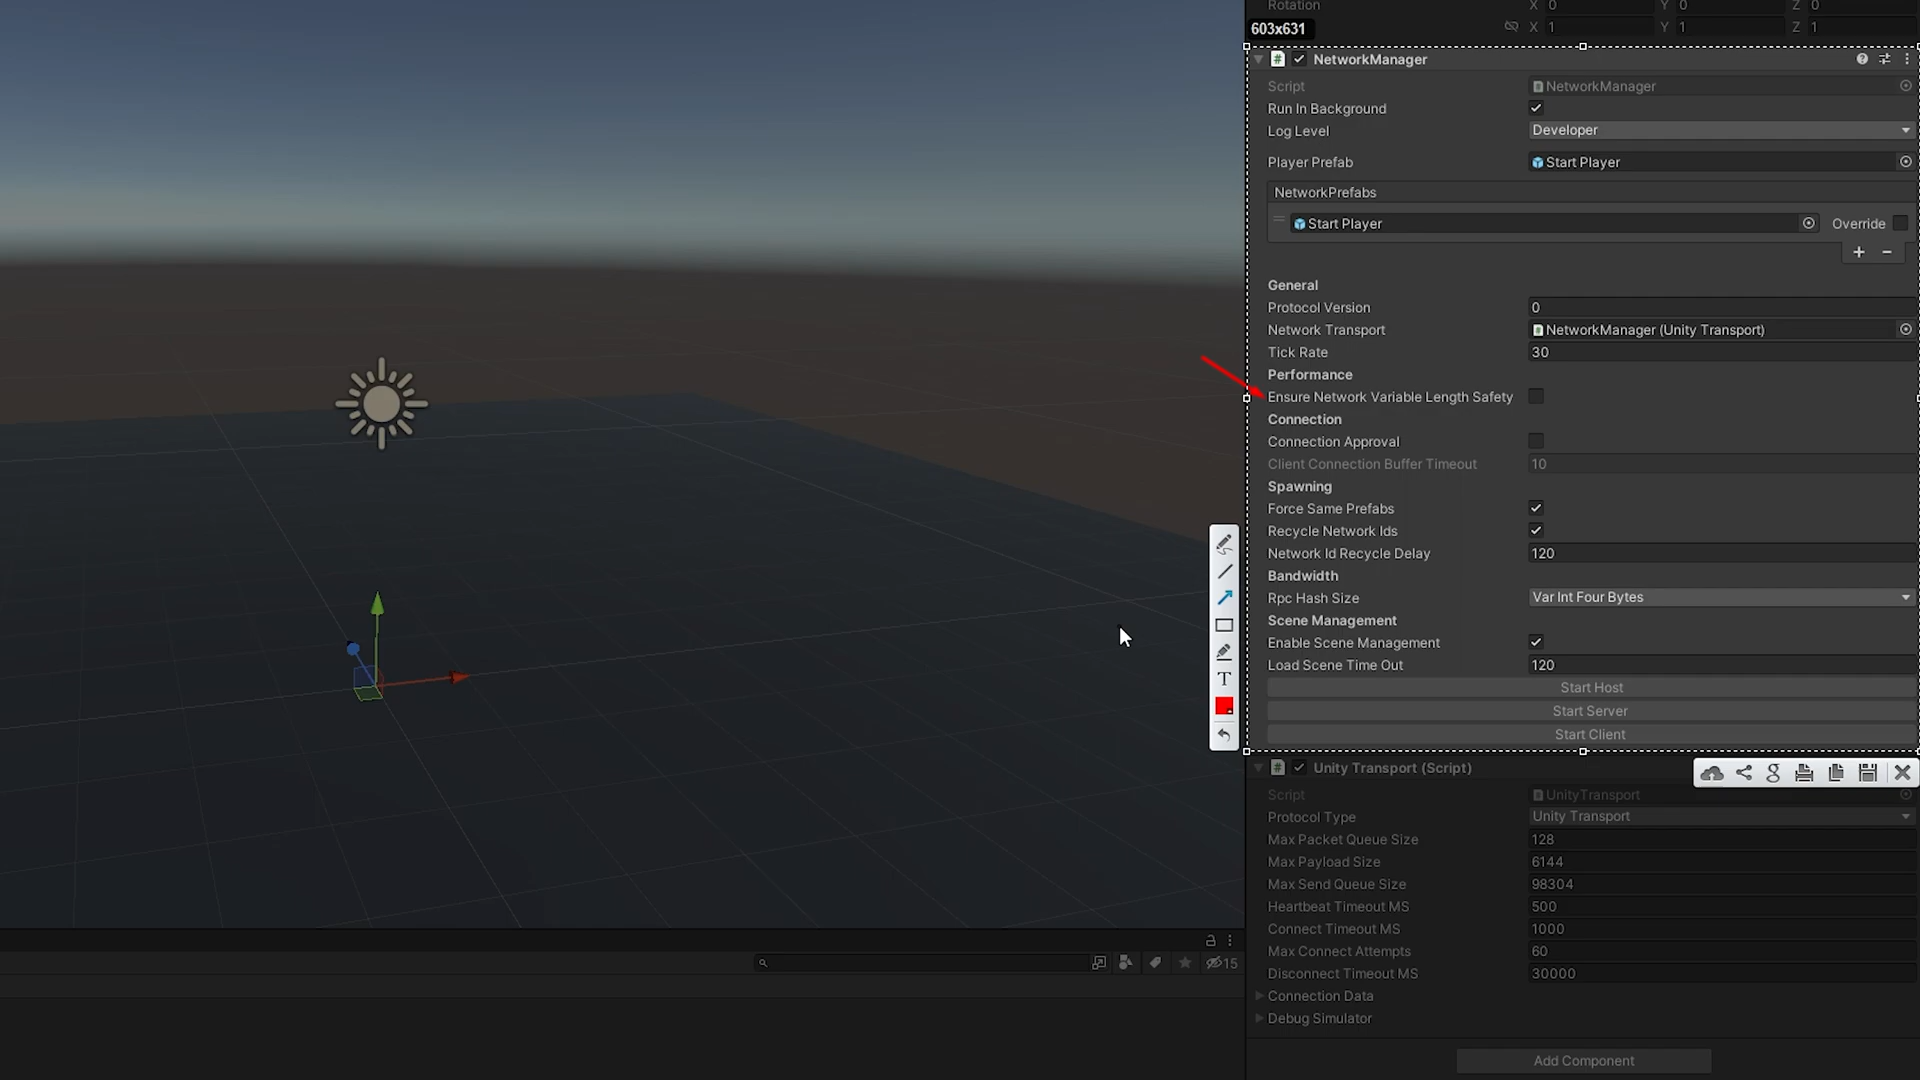 Rotation X 0 Y 0 Z 0
603x631 X 1 Y 1 Z 1
NetworkManager
Script NetworkManager
Run In Background
Log Level Developer
Player Prefab Start Player
NetworkPrefabs
Start Player Override
General
Protocol Version 0
Network Transport NetworkManager (Unity Transport)
Tick Rate 30
Performance
Ensure Network Variable Length Safety
Connection
Connection Approval
Client Connection Buffer Timeout 10
Spawning
Force Same Prefabs
Recycle Network Ids
Network Id Recycle Delay 120
Bandwidth
Rpc Hash Size Var Int Four Bytes
Scene Management
Enable Scene Management
Load Scene Time Out 120
Start Host
Start Server
Start Client
Unity Transport (Script)
Script UnityTransport
Protocol Type Unity Transport
Max Packet Queue Size 128
Max Payload Size 6144
Max Send Queue Size 98304
Heartbeat Timeout MS 500
Connect Timeout MS 1000
Max Connect Attempts 60
Disconnect Timeout MS 30000
Connection Data
Debug Simulator
Add Component
15